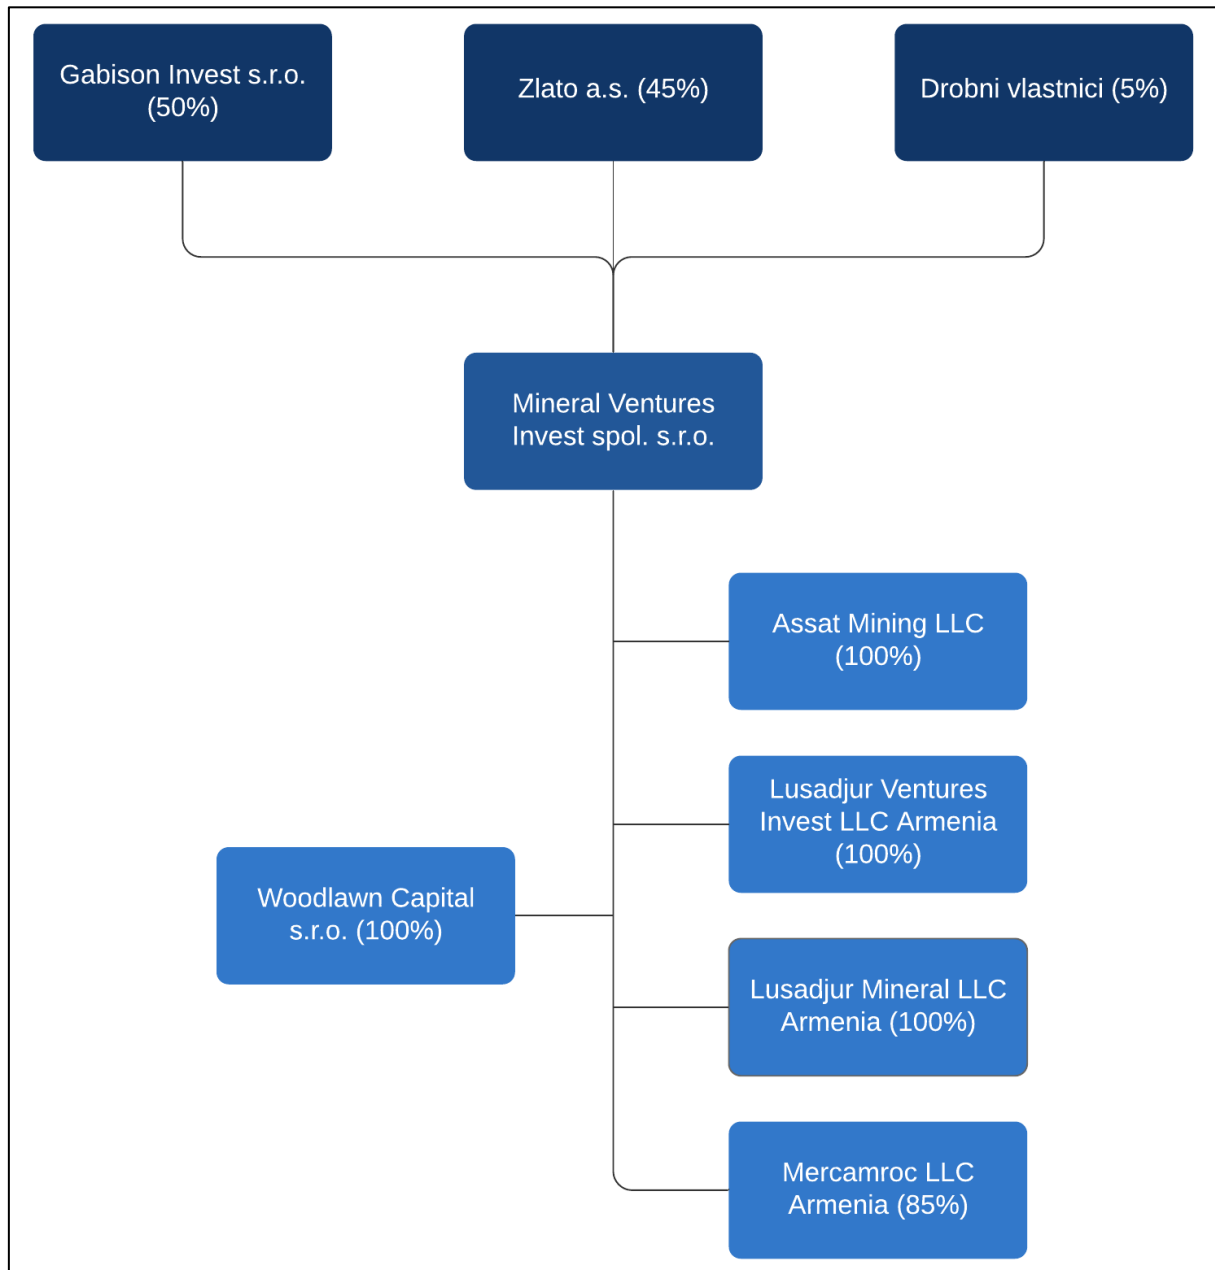 Gabison Invest s.r.o.
(50%)
Zlato a.s. (45%)
Drobni vlastnici (5%)
Mineral Ventures
Invest spol. s.r.o.
Assat Mining LLC
(100%)
Lusadjur Ventures
Invest LLC Armenia
(100%)
Woodlawn Capital
s.r.o. (100%)
Lusadjur Mineral LLC
Armenia (100%)
Mercamroc LLC
Armenia (85%)